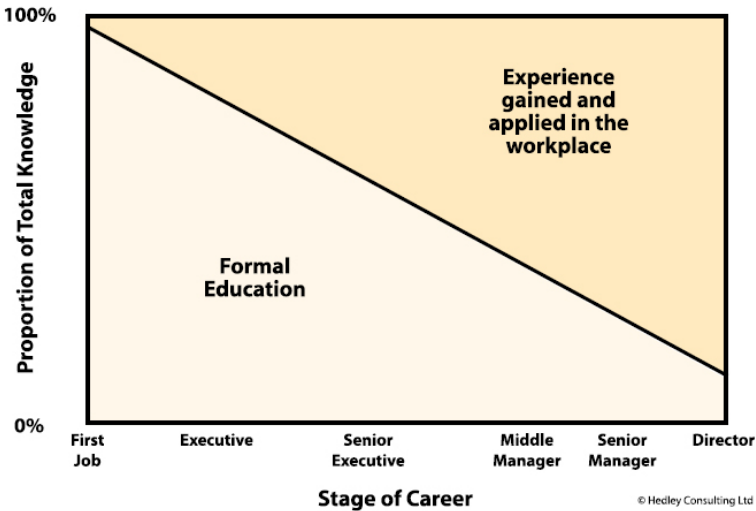 100%
Proportion of Total Knowledge
Experience
gained and
applied in the
workplace
Formal
Education
0%
First
Job
Executive
Senior
Executive
Middle
Manager
Senior
Manager
Director
Stage of Career
© Hedley Consulting Ltd